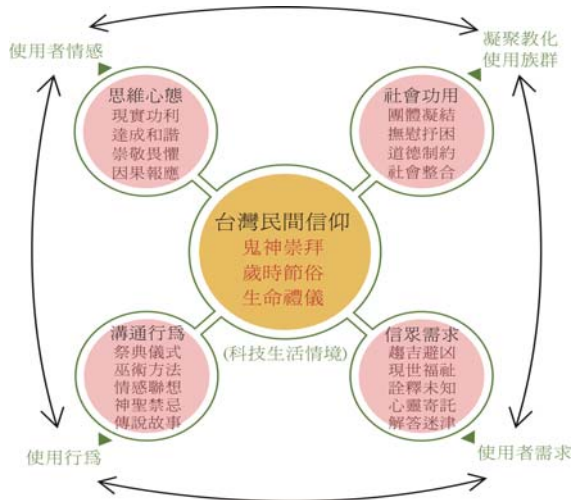 使用者情感
凝聚教化
使用族群
思維心態
現實功利
達成和諧
崇敬畏懼
因果報應
社會功用
團體凝結
撫慰抒困
道德制約
社會整合
台灣民間信仰
鬼神崇拜
歲時節俗
生命禮儀
(科技生活情境)
溝通行為
祭典儀式
巫術方法
情感聯想
神聖禁忌
傳說故事
信眾需求
趨吉避凶
現世福祉
詮釋未知
心靈寄託
解答迷津
使用行為
使用者需求